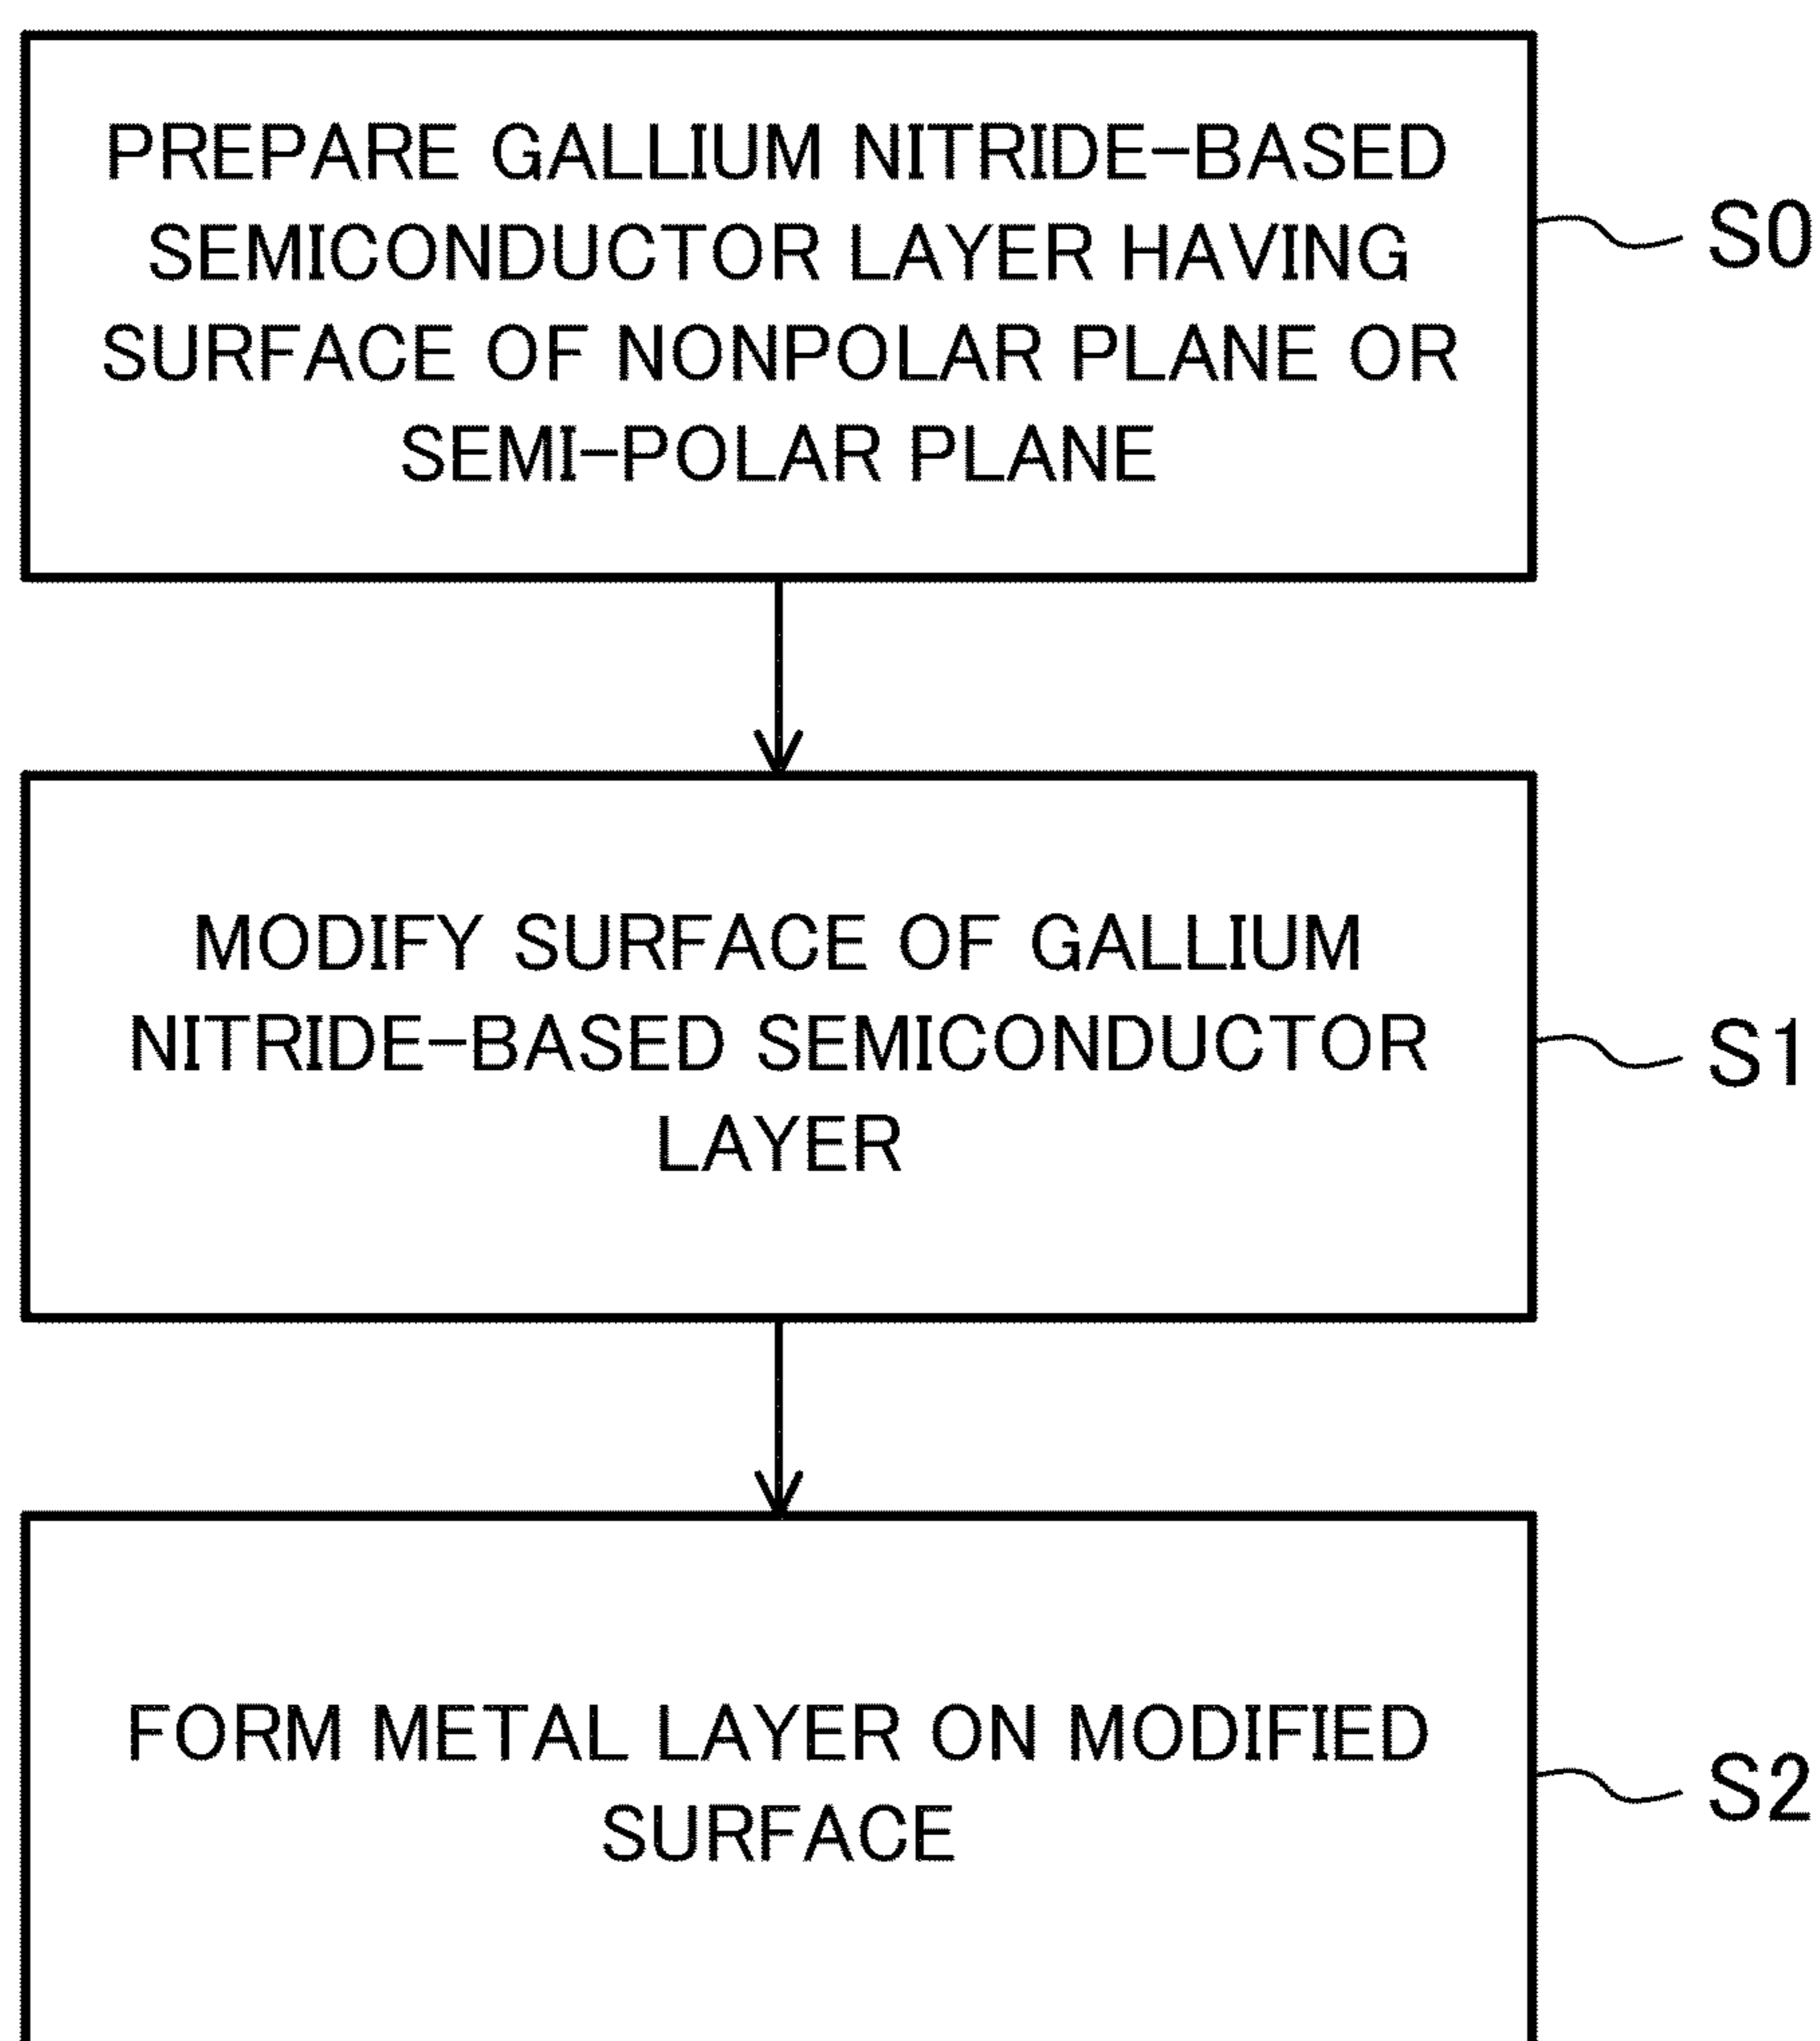 PREPARE GALLIUM NITRIDE-BASED
SEMICONDUCTOR LAYER HAVING
SURFACE OF NONPOLAR PLANE OR
SEMI-POLAR PLANE
S0
MODIFY SURFACE OF GALLIUM
NITRIDE-BASED SEMICONDUCTOR
LAYER
S1
FORM METAL LAYER ON MODIFIED
SURFACE
S2